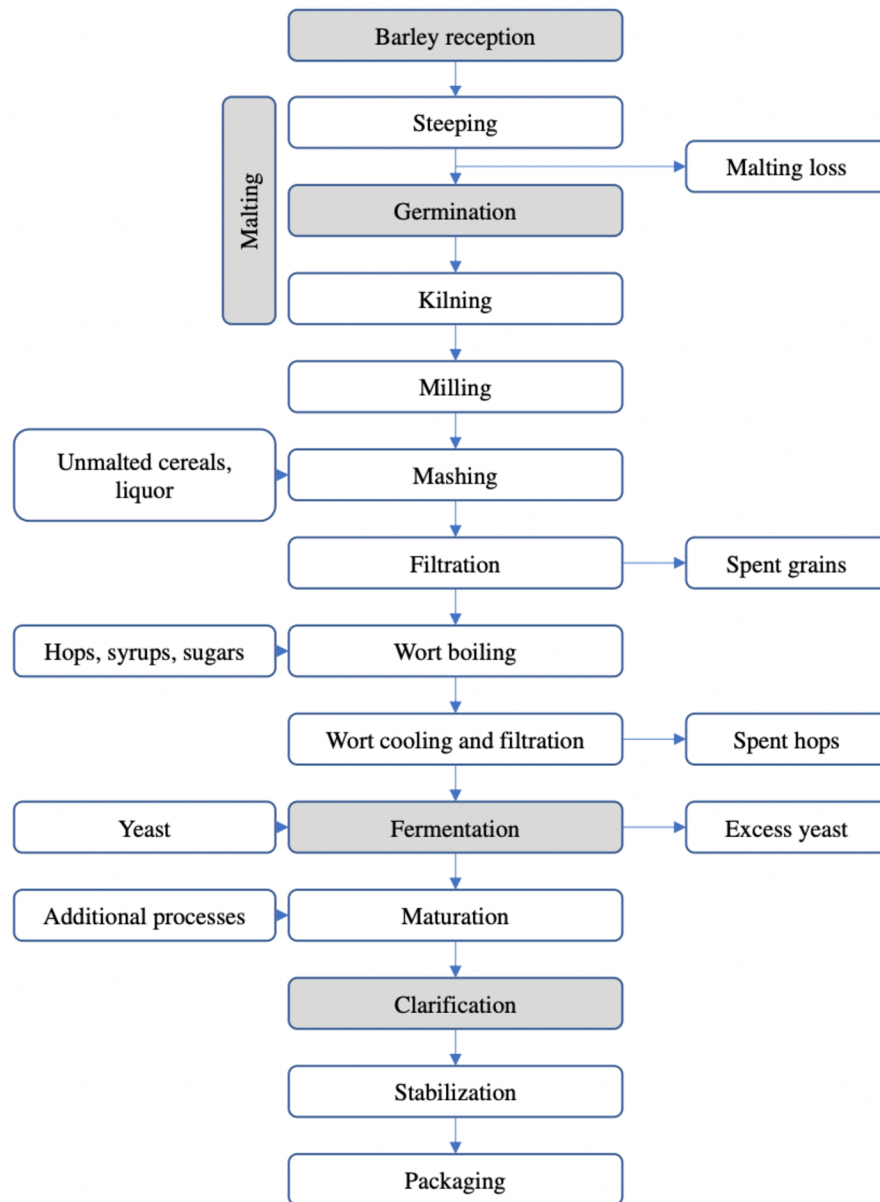 Barley reception
Malting
Steeping
Malting loss
Germination
Kilning
Milling
Unmalted cereals,
liquor
Mashing
Filtration
Spent grains
Hops, syrups, sugars
Wort boiling
Wort cooling and filtration
Spent hops
Yeast
Fermentation
Excess yeast
Additional processes
Maturation
Clarification
Stabilization
Packaging